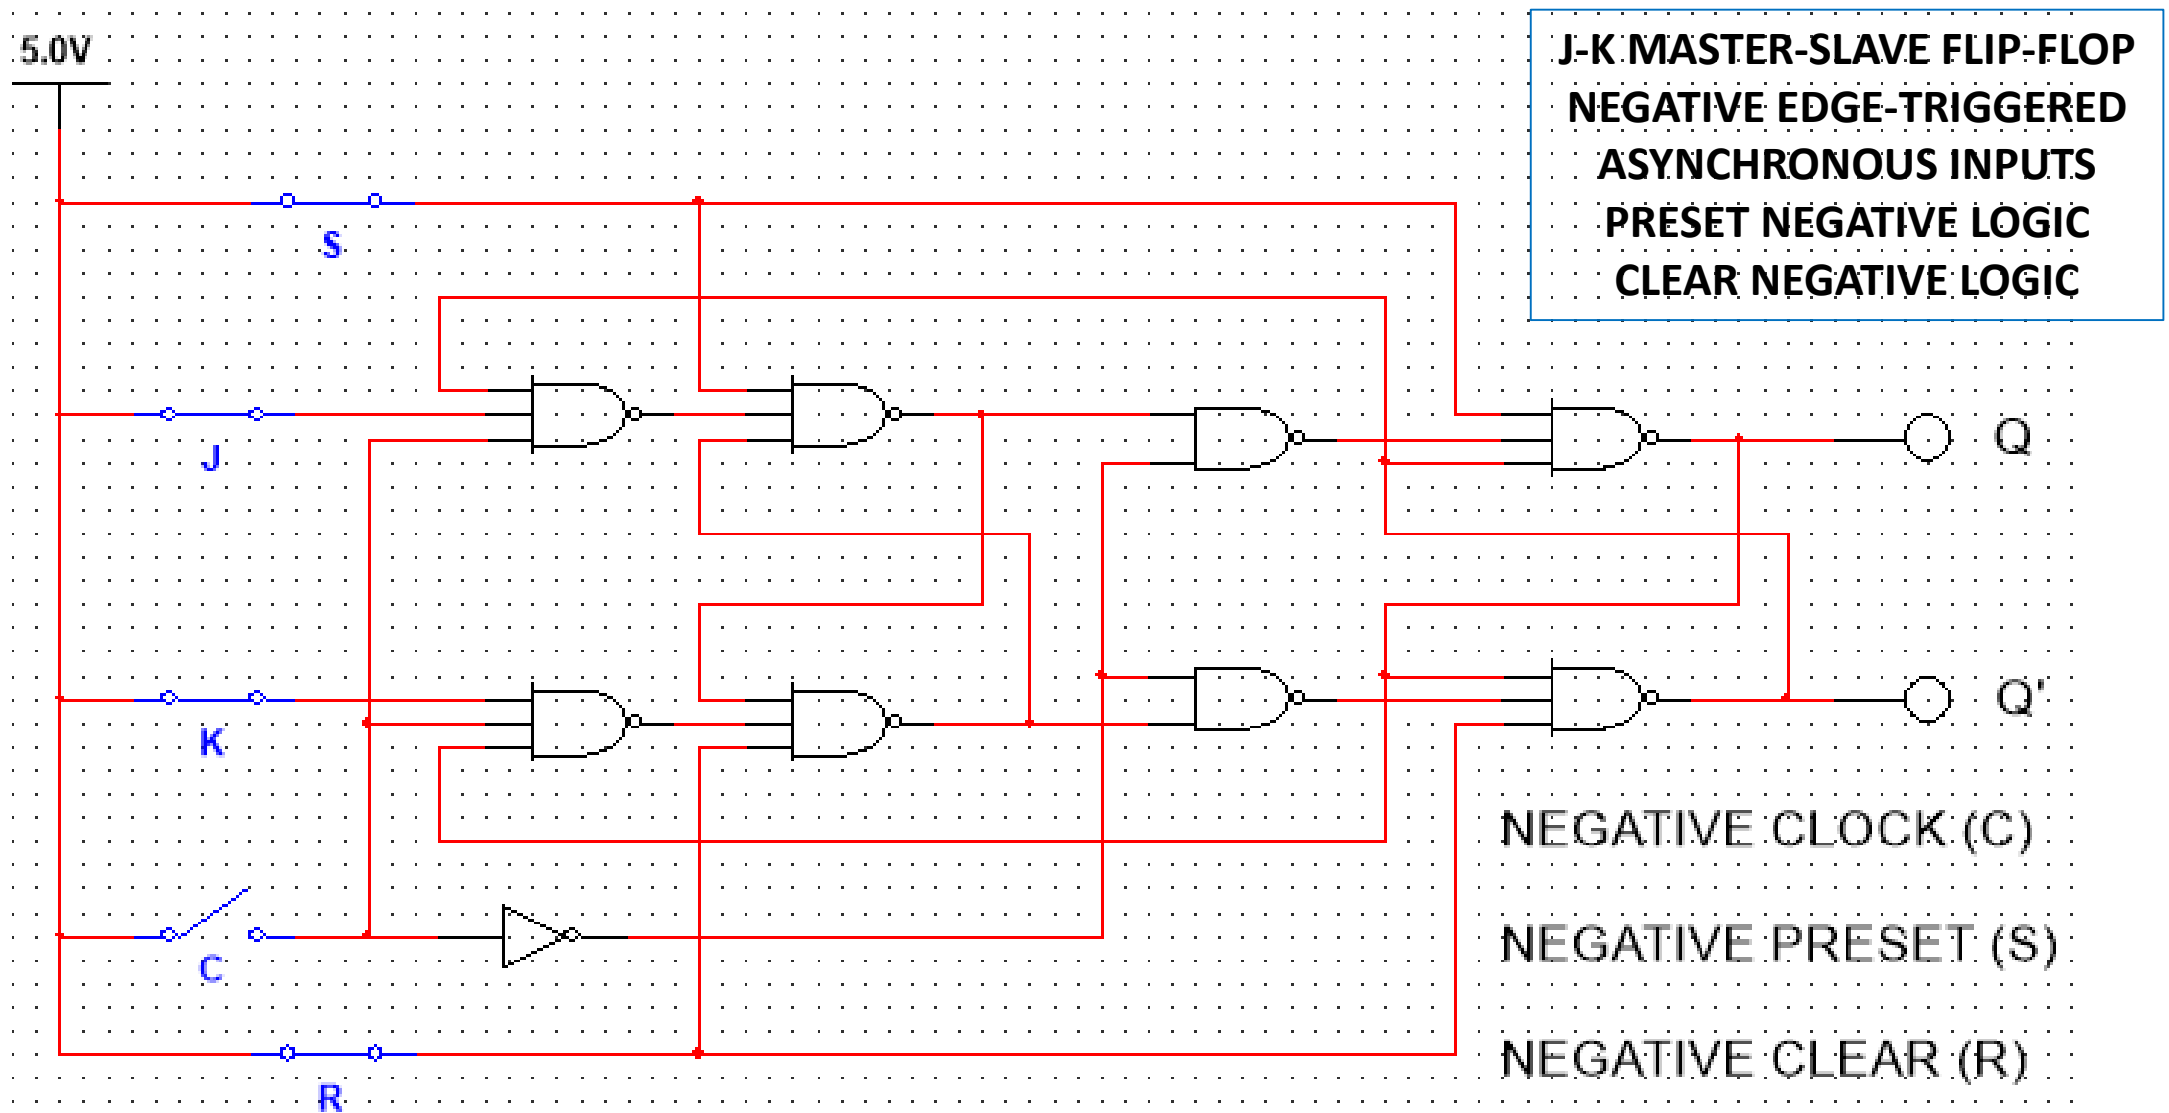 5.0V
J-K MASTER-SLAVE FLIP-FLOP
NEGATIVE EDGE-TRIGGERED
ASYNCHRONOUS INPUTS
PRESET NEGATIVE LOGIC
CLEAR NEGATIVE LOGIC
S
J
Q
K
Q'
NEGATIVE CLOCK (C)
C
NEGATIVE PRESET (S)
R
NEGATIVE CLEAR (R)